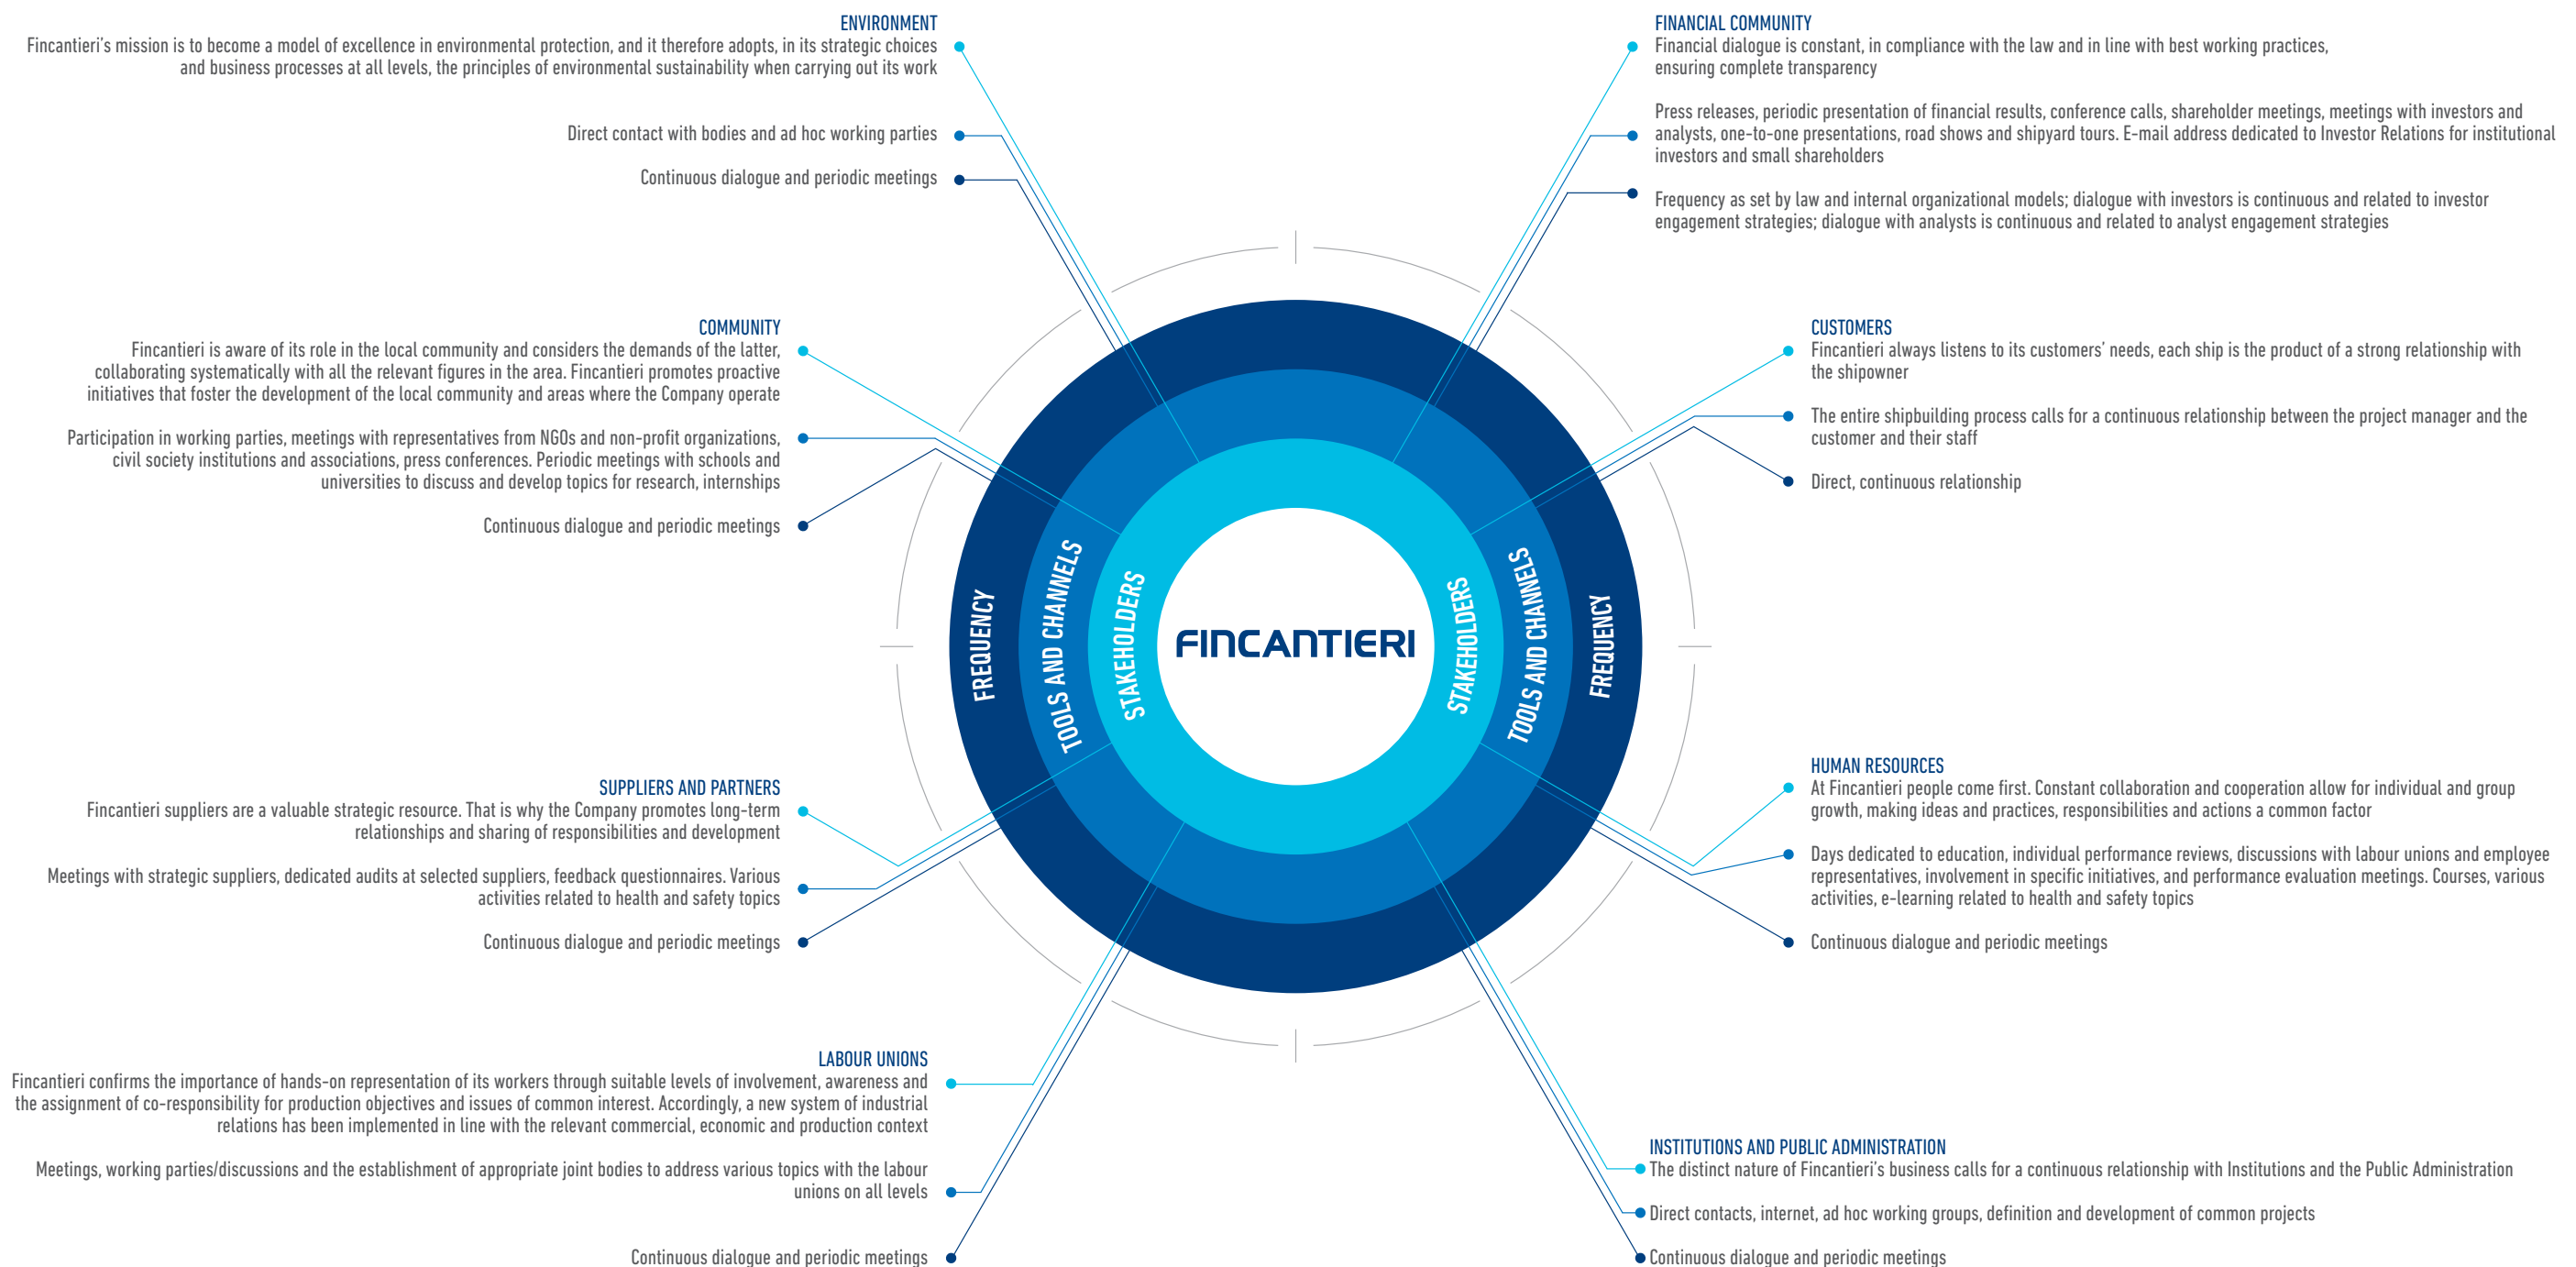 ENVIRONMENT
Fincantieri's mission is to become a model of excellence in environmental protection, and it therefore adopts, in its strategic choices
and business processes at all levels, the principles of environmental sustainability when carrying out its work
Direct contact with bodies and ad hoc working parties
Continuous dialogue and periodic meetings
FINANCIAL COMMUNITY
Financial dialogue is constant, in compliance with the law and in line with best working practices,
ensuring complete transparency
Press releases, periodic presentation of financial results, conference calls, shareholder meetings, meetings with investors and
analysts, one-to-one presentations, road shows and shipyard tours. E-mail address dedicated to Investor Relations for institutional
investors and small shareholders
Frequency as set by law and internal organizational models; dialogue with investors is continuous and related to investor
engagement strategies; dialogue with analysts is continuous and related to analyst engagement strategies
COMMUNITY
Fincantieri is aware of its role in the local community and considers the demands of the latter,
collaborating systematically with all the relevant figures in the area. Fincantieri promotes proactive
initiatives that foster the development of the local community and areas where the Company operate
Participation in working parties, meetings with representatives from NGOs and non-profit organizations,
civil society institutions and associations, press conferences. Periodic meetings with schools and
universities to discuss and develop topics for research, internships
Continuous dialogue and periodic meetings
CUSTOMERS
Fincantieri always listens to its customers' needs, each ship is the product of a strong relationship with
the shipowner
The entire shipbuilding process calls for a continuous relationship between the project manager and the
customer and their staff
Direct, continuous relationship
FREQUENCY
TOOLS AND CHANNELS
STAKEHOLDERS
FINCANTIERI
STAKEHOLDERS
TOOLS AND CHANNELS
FREQUENCY
SUPPLIERS AND PARTNERS
Fincantieri suppliers are a valuable strategic resource. That is why the Company promotes long-term
relationships and sharing of responsibilities and development
Meetings with strategic suppliers, dedicated audits at selected suppliers, feedback questionnaires. Various
activities related to health and safety topics
Continuous dialogue and periodic meetings
HUMAN RESOURCES
At Fincantieri people come first. Constant collaboration and cooperation allow for individual and group
growth, making ideas and practices, responsibilities and actions a common factor
Days dedicated to education, individual performance reviews, discussions with labour unions and employee
representatives, involvement in specific initiatives, and performance evaluation meetings. Courses, various
activities, e-learning related to health and safety topics
Continuous dialogue and periodic meetings
LABOUR UNIONS
Fincantieri confirms the importance of hands-on representation of its workers through suitable levels of involvement, awareness and
the assignment of co-responsibility for production objectives and issues of common interest. Accordingly, a new system of industrial
relations has been implemented in line with the relevant commercial, economic and production context
Meetings, working parties/discussions and the establishment of appropriate joint bodies to address various topics with the labour
unions on all levels
Continuous dialogue and periodic meetings
INSTITUTIONS AND PUBLIC ADMINISTRATION
The distinct nature of Fincantieri's business calls for a continuous relationship with Institutions and the Public Administration
Direct contacts, internet, ad hoc working groups, definition and development of common projects
Continuous dialogue and periodic meetings